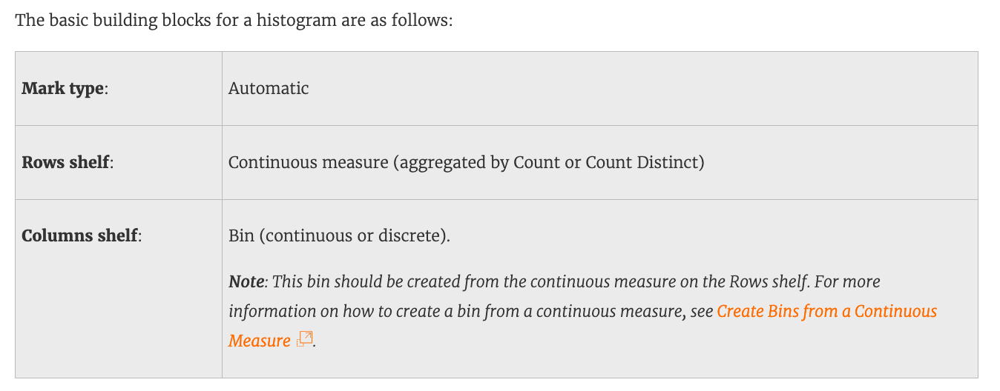 The basic building blocks for a histogram are as follows:
Mark type:
Automatic
Rows shelf:
Continuous measure (aggregated by Count or Count Distinct)
Columns shelf:
Bin (continuous or discrete).
Note: This bin should be created from the continuous measure on the Rows shelf. For more
information on how to create a bin from a continuous measure, see Create Bins from a Continuous
Measure.